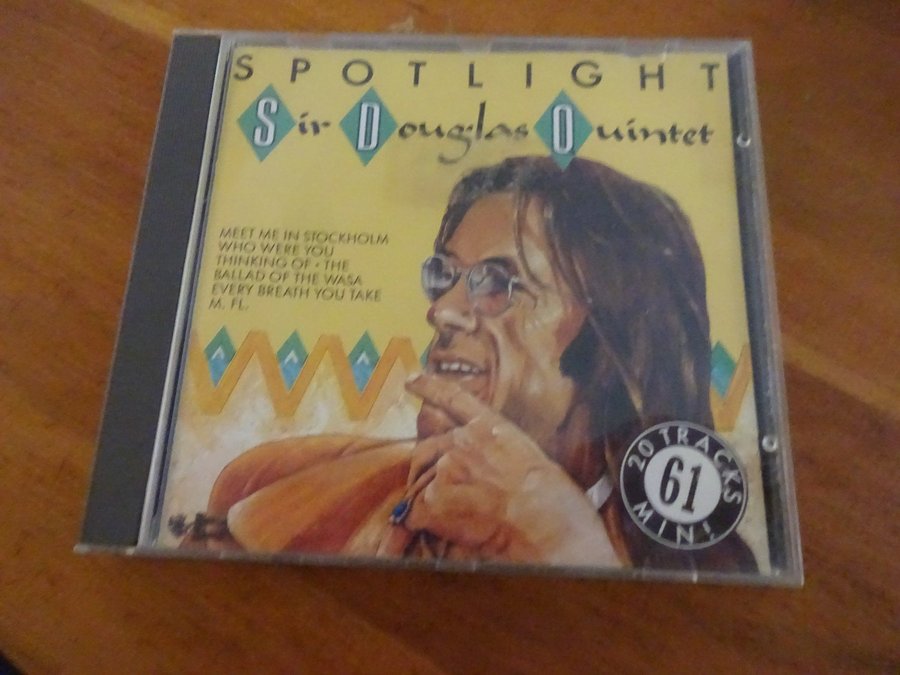 SPOTLIGHT
Sir Douglas Quintet
MEET ME IN STOCKHOLM
WHO WERE YOU
THINKING OF • THE
BALLAD OF THE WASA
EVERY BREATH YOU TAKE
M. FL.
20 TRACKS
61
MIN!